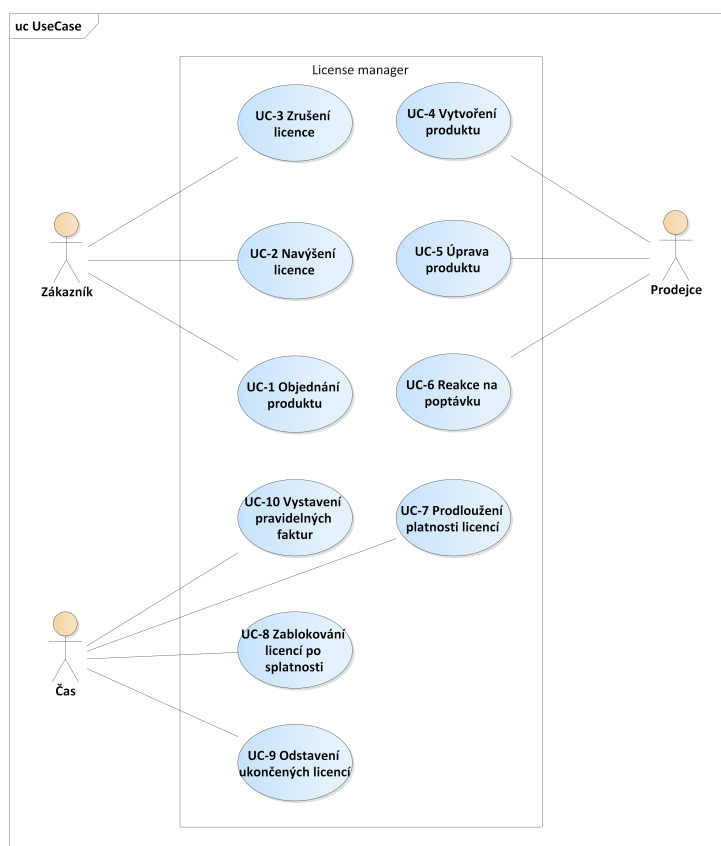 uc UseCase
License manager
UC-3 Zrušení
licence
UC-4 Vytvoření
produktu
UC-2 Navýšení
licence
UC-5 Úprava
produktu
Zákazník
Prodejce
UC-1 Objednání
produktu
UC-6 Reakce na
poptávku
UC-10 Vystavení
pravidelných
faktur
UC-7 Prodloužení
platnosti licencí
UC-8 Zablokování
licencí po
splatnosti
Čas
UC-9 Odstavení
ukončených licencí